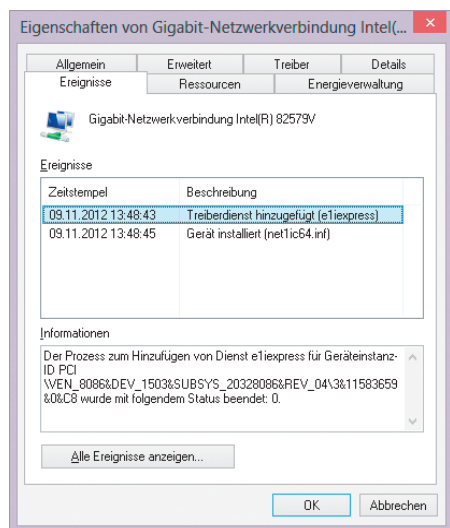 Eigenschaften von Gigabit-Netzwerkverbindung Intel(...
Allgemein Erweitert Treiber Details
Ereignisse Ressourcen Energieverwaltung
Gigabit-Netzwerkverbindung Intel(R) 82579V
Ereignisse
Zeitstempel Beschreibung
09.11.2012 13:48:43 Treiberdienst hinzugefügt (e1iexpress)
09.11.2012 13:48:45 Gerät installiert (net1ic64.inf)
Informationen
Der Prozess zum Hinzufügen von Dienst e1iexpress für Geräteinstanz-
ID PCI
\VEN_8086&DEV_1503&SUBSYS_20328086&REV_04\3&11583659
&0&C8 wurde mit folgendem Status beendet: 0.
Alle Ereignisse anzeigen...
OK Abbrechen